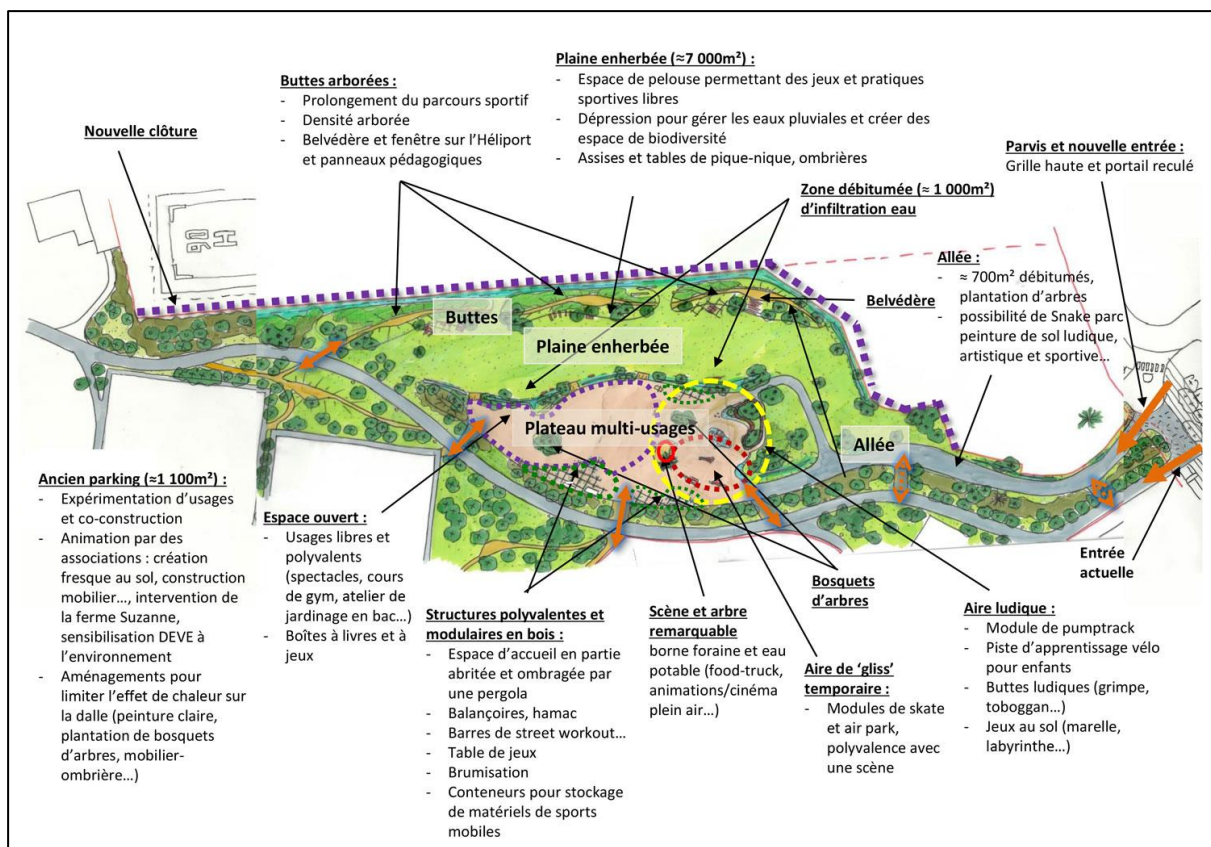 Plaine enherbée (≈7 000m²) :
- Espace de pelouse permettant des jeux et pratiques
sportives libres
- Dépression pour gérer les eaux pluviales et créer des
espace de biodiversité
- Assises et tables de pique-nique, ombrières
Buttes arborées :
- Prolongement du parcours sportif
- Densité arborée
- Belvédère et fenêtre sur l’Héliport
et panneaux pédagogiques
Nouvelle clôture
Parvis et nouvelle entrée :
Grille haute et portail reculé
Zone débitumée (≈ 1 000m²)
d’infiltration eau
Allée :
- ≈ 700m² débitumés,
plantation d’arbres
- possibilité de Snake parc
peinture de sol ludique,
artistique et sportive…
90
H
Belvédère
Buttes
Plaine enherbée
Plateau multi-usages
Allée
Ancien parking (≈1 100m²) :
- Expérimentation d’usages
et co-construction
- Animation par des
associations : création
fresque au sol, construction
mobilier…, intervention de
la ferme Suzanne,
sensibilisation DEVE à
l’environnement
- Aménagements pour
limiter l’effet de chaleur sur
la dalle (peinture claire,
plantation de bosquets
d’arbres, mobilier-
ombrière…)
Espace ouvert :
- Usages libres et
polyvalents
(spectacles, cours
de gym, atelier de
jardinage en bac…)
- Boîtes à livres et à
jeux
Structures polyvalentes et
modulaires en bois :
- Espace d’accueil en partie
abritée et ombragée par
une pergola
- Balançoires, hamac
- Barres de street workout…
- Table de jeux
- Brumisation
- Conteneurs pour stockage
de matériels de sports
mobiles
Scène et arbre
remarquable
borne foraine et eau
potable (food-truck,
animations/cinéma
plein air…)
Bosquets
d’arbres
Aire de ‘gliss’
temporaire :
- Modules de skate
et air park,
polyvalence avec
une scène
Entrée
actuelle
Aire ludique :
- Module de pumptrack
- Piste d’apprentissage vélo
pour enfants
- Buttes ludiques (grimpe,
toboggan…)
- Jeux au sol (marelle,
labyrinthe…)